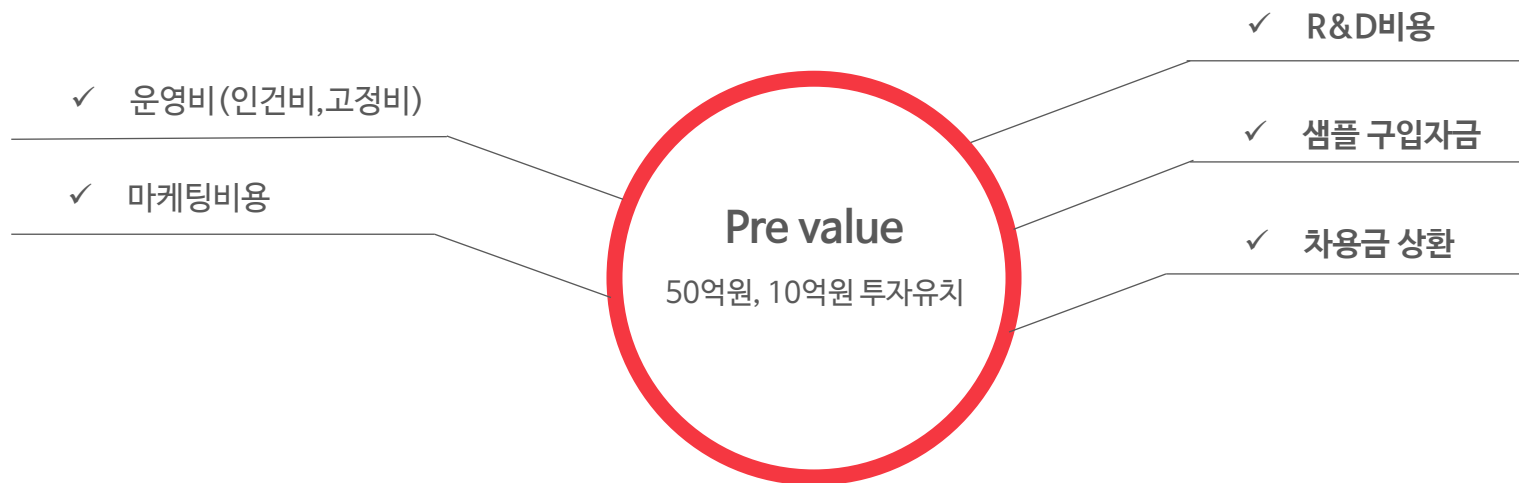 ✓ 운영비(인건비,고정비)
✓ 마케팅비용
Pre value
50억원, 10억원 투자유치
✓ R&D비용
✓ 샘플 구입자금
✓ 차용금 상환